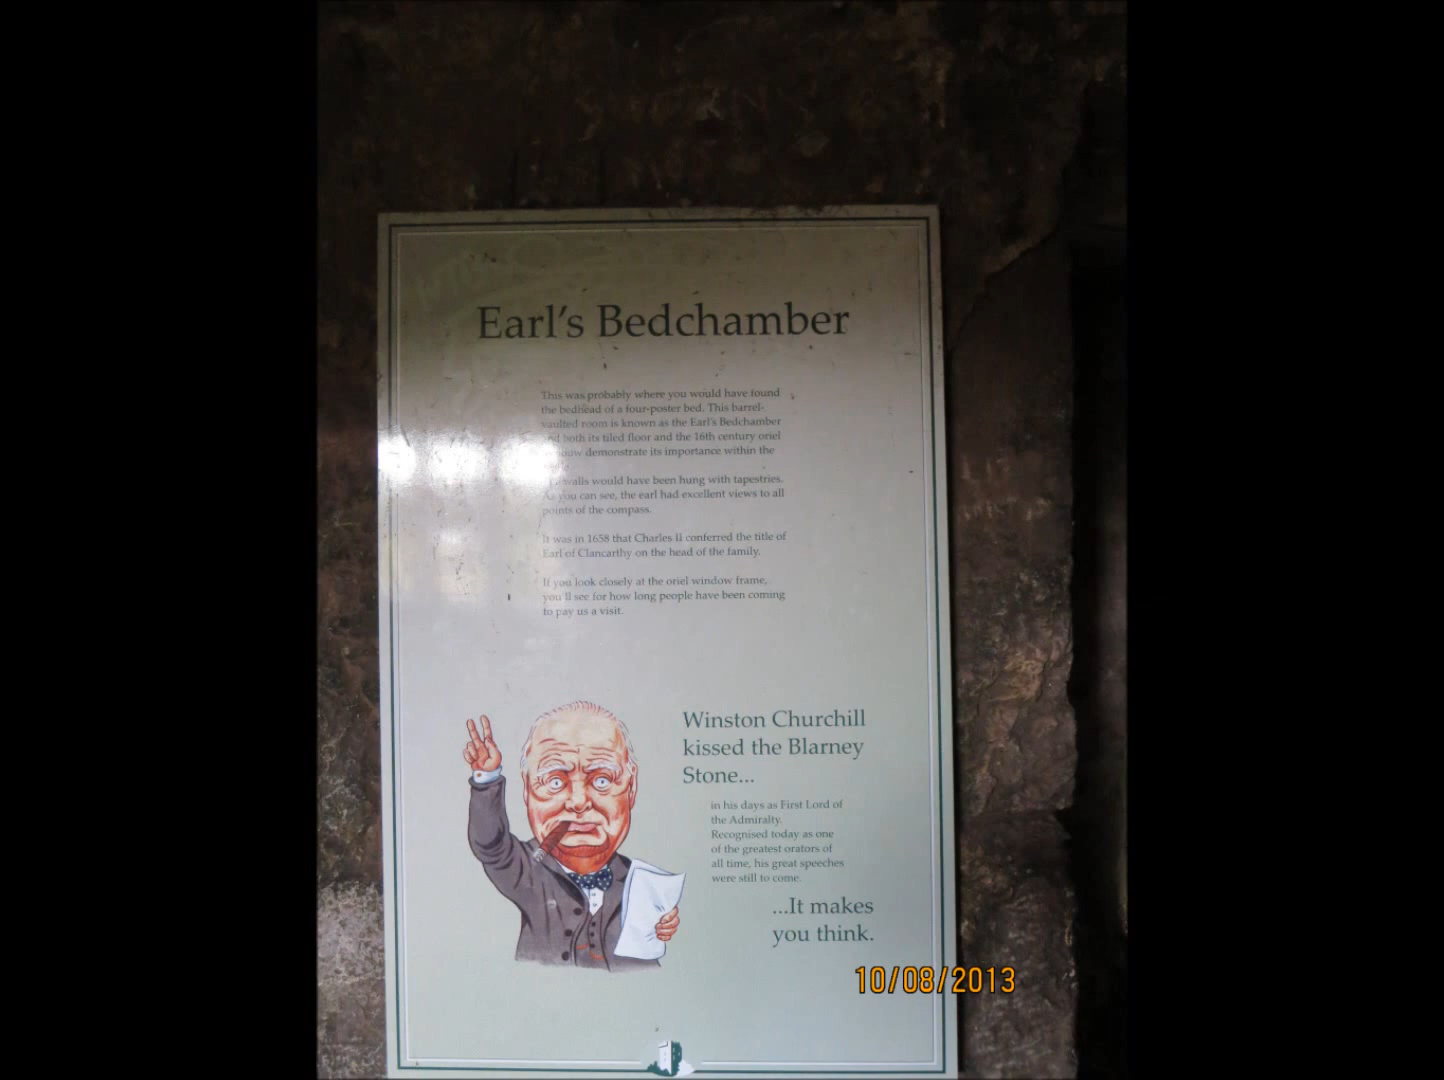 Earl's Bedchamber
This was probably where you would have found
the bedhead of a four-poster bed. This barrel-
vaulted room is known as the Earl's Bedchamber
and both its tiled floor and the 16th century oriel
window demonstrate its importance within the
walls would have been hung with tapestries.
As you can see, the earl had excellent views to all
points of the compass.
It was in 1658 that Charles II conferred the title of
Earl of Clancarthy on the head of the family.
If you look closely at the oriel window frame,
you'll see for how long people have been coming
to pay us a visit.
Winston Churchill
kissed the Blarney
Stone...
in his days as First Lord of
the Admiralty.
Recognised today as one
of the greatest orators of
all time, his great speeches
were still to come.
...It makes
you think.
10/08/2013